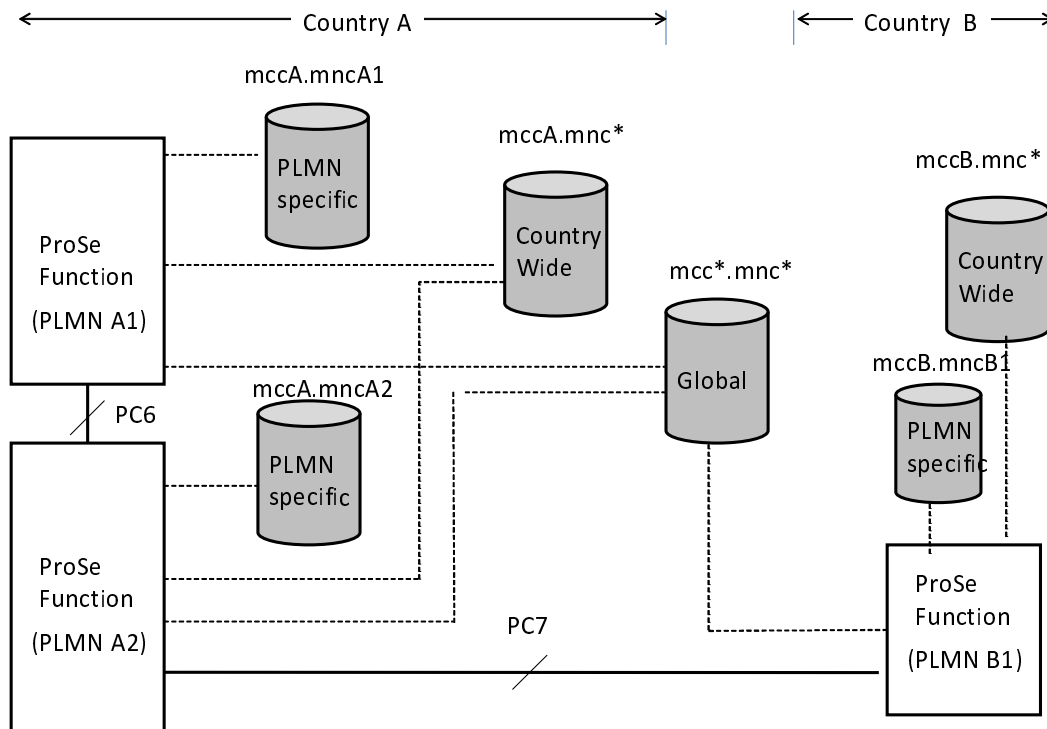 Country A
Country B
mccA.mncA1
PLMN
specific
mccA.mnc*
Country
Wide
mccB.mnc*
Country
Wide
ProSe
Function
(PLMN A1)
mcc*.mnc*
Global
mccA.mncA2
PLMN
specific
mccB.mncB1
PLMN
specific
PC6
ProSe
Function
(PLMN A2)
PC7
ProSe
Function
(PLMN B1)